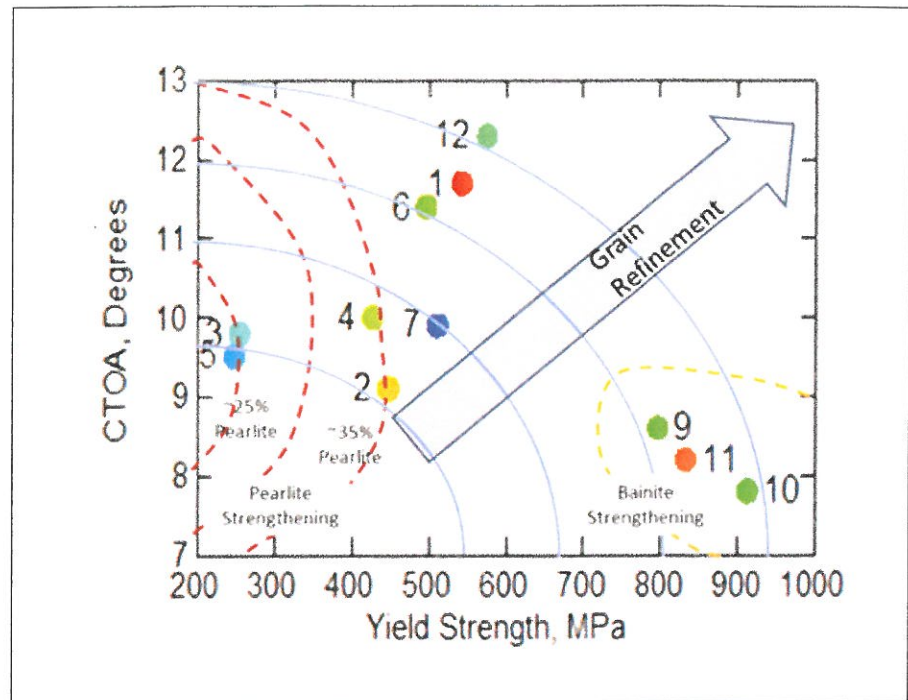 13
12
11
10
9
8
7
CTOA, Degrees
200 300 400 500 600 700 800 900 1000
Yield Strength, MPa
12
1
6
Grain
Refinement
3
4
7
5
2
~25%
Pearlite
~35%
Pearlite
9
11
10
Pearlite
Strengthening
Bainite
Strengthening